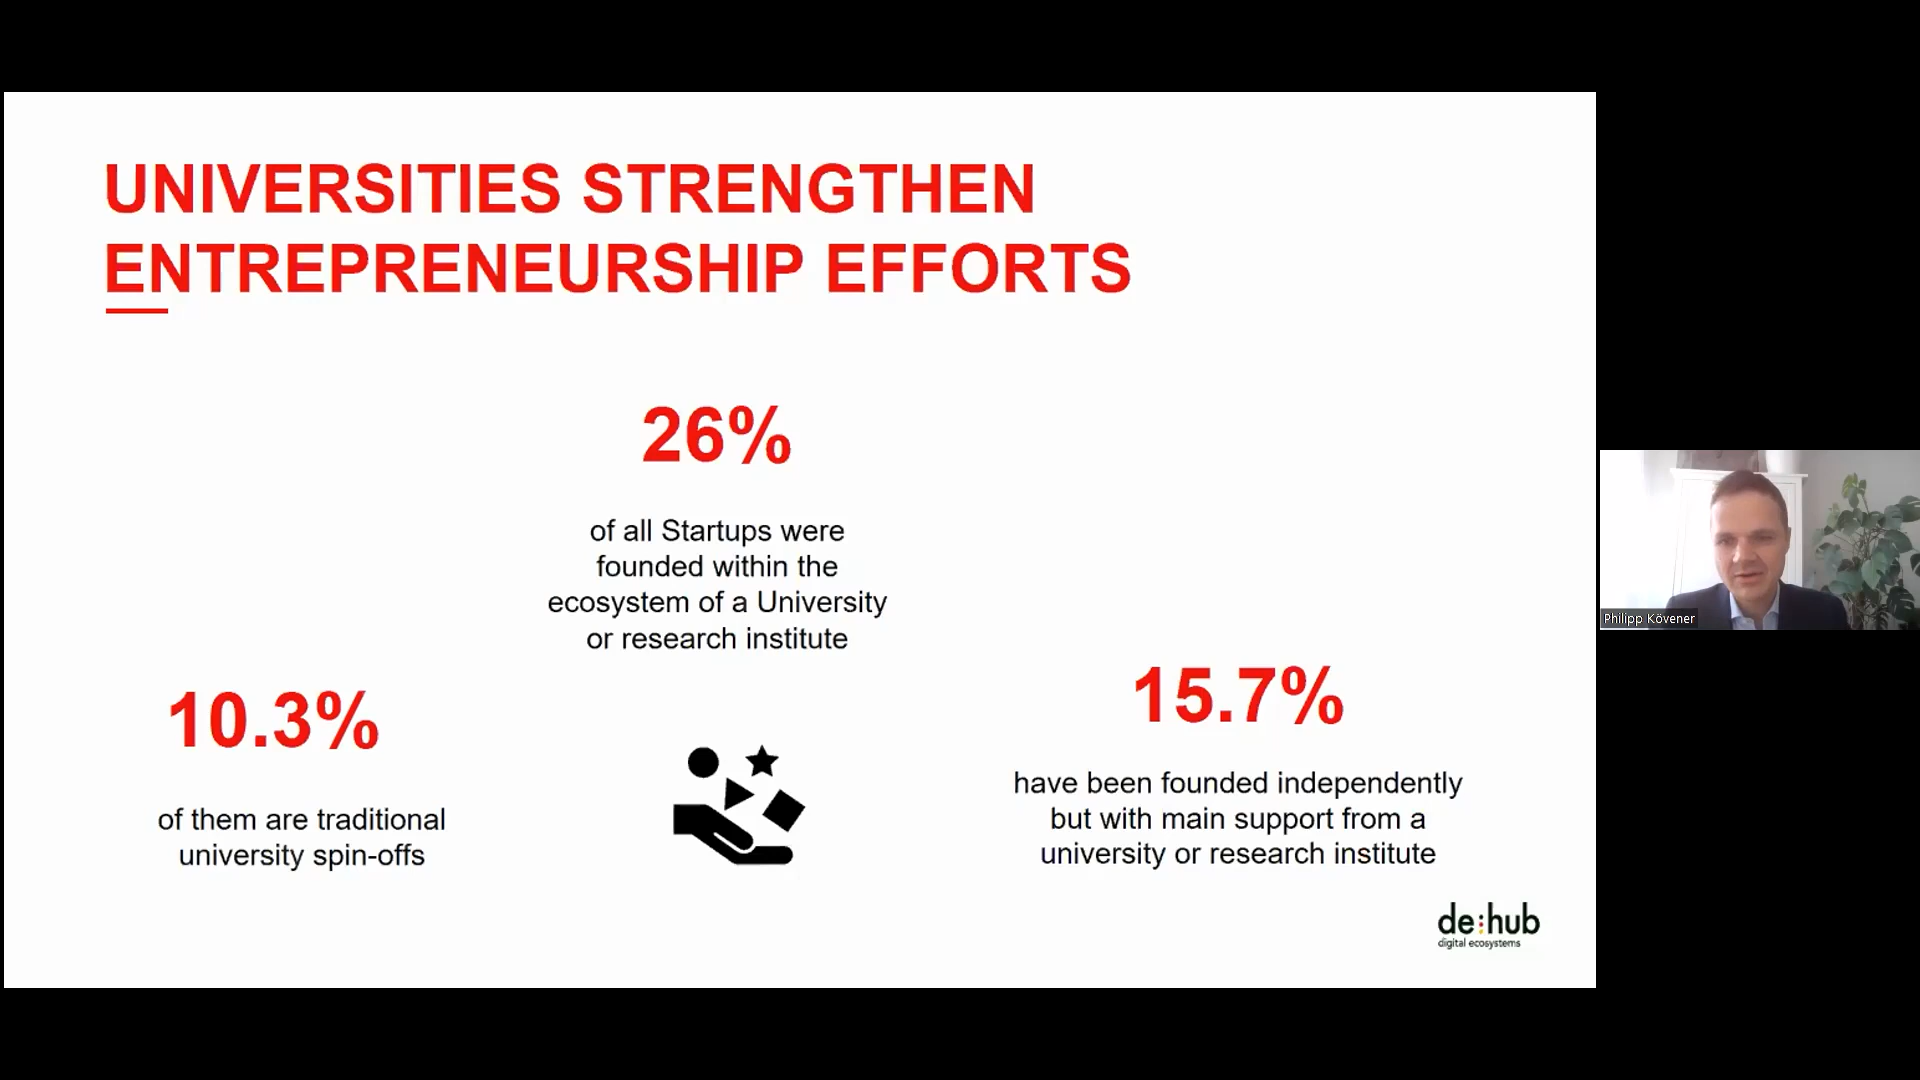 UNIVERSITIES STRENGTHEN
ENTREPRENEURSHIP EFFORTS
26%
of all Startups were
founded within the
ecosystem of a University
or research institute
10.3%
of them are traditional
university spin-offs
15.7%
have been founded independently
but with main support from a
university or research institute
de:hub
digital ecosystems
Philipp Kövener